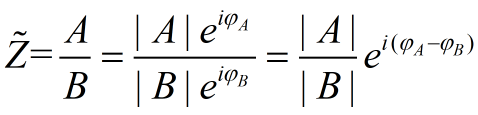 Z̃ = A/B = (| A | e^{iφ_A})/(| B | e^{iφ_B}) = (| A |)/(| B |) e^{i(φ_A−φ_B)}